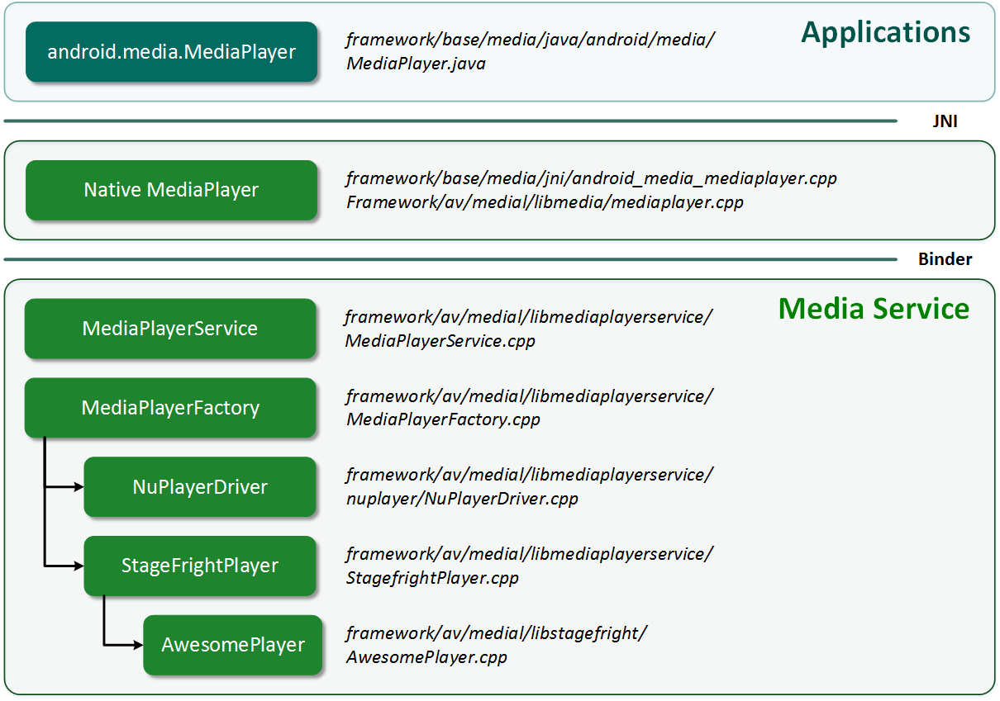 android.media.MediaPlayer
framework/base/media/java/android/media/
MediaPlayer.java
Applications
JNI
Native MediaPlayer
framework/base/media/jni/android_media_mediaplayer.cpp
Framework/av/medial/libmedia/mediaplayer.cpp
Binder
Media Service
MediaPlayerService
framework/av/medial/libmediaplayerservice/
MediaPlayerService.cpp
MediaPlayerFactory
framework/av/medial/libmediaplayerservice/
MediaPlayerFactory.cpp
NuPlayerDriver
framework/av/medial/libmediaplayerservice/
nuplayer/NuPlayerDriver.cpp
StageFrightPlayer
framework/av/medial/libmediaplayerservice/
StagefrightPlayer.cpp
AwesomePlayer
framework/av/medial/libstagefright/
AwesomePlayer.cpp